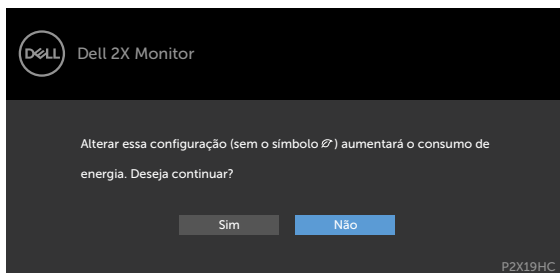 DELL
Dell 2X Monitor
Alterar essa configuração (sem o símbolo ) aumentará o consumo de
energia. Deseja continuar?
Sim
Não
P2X19HC